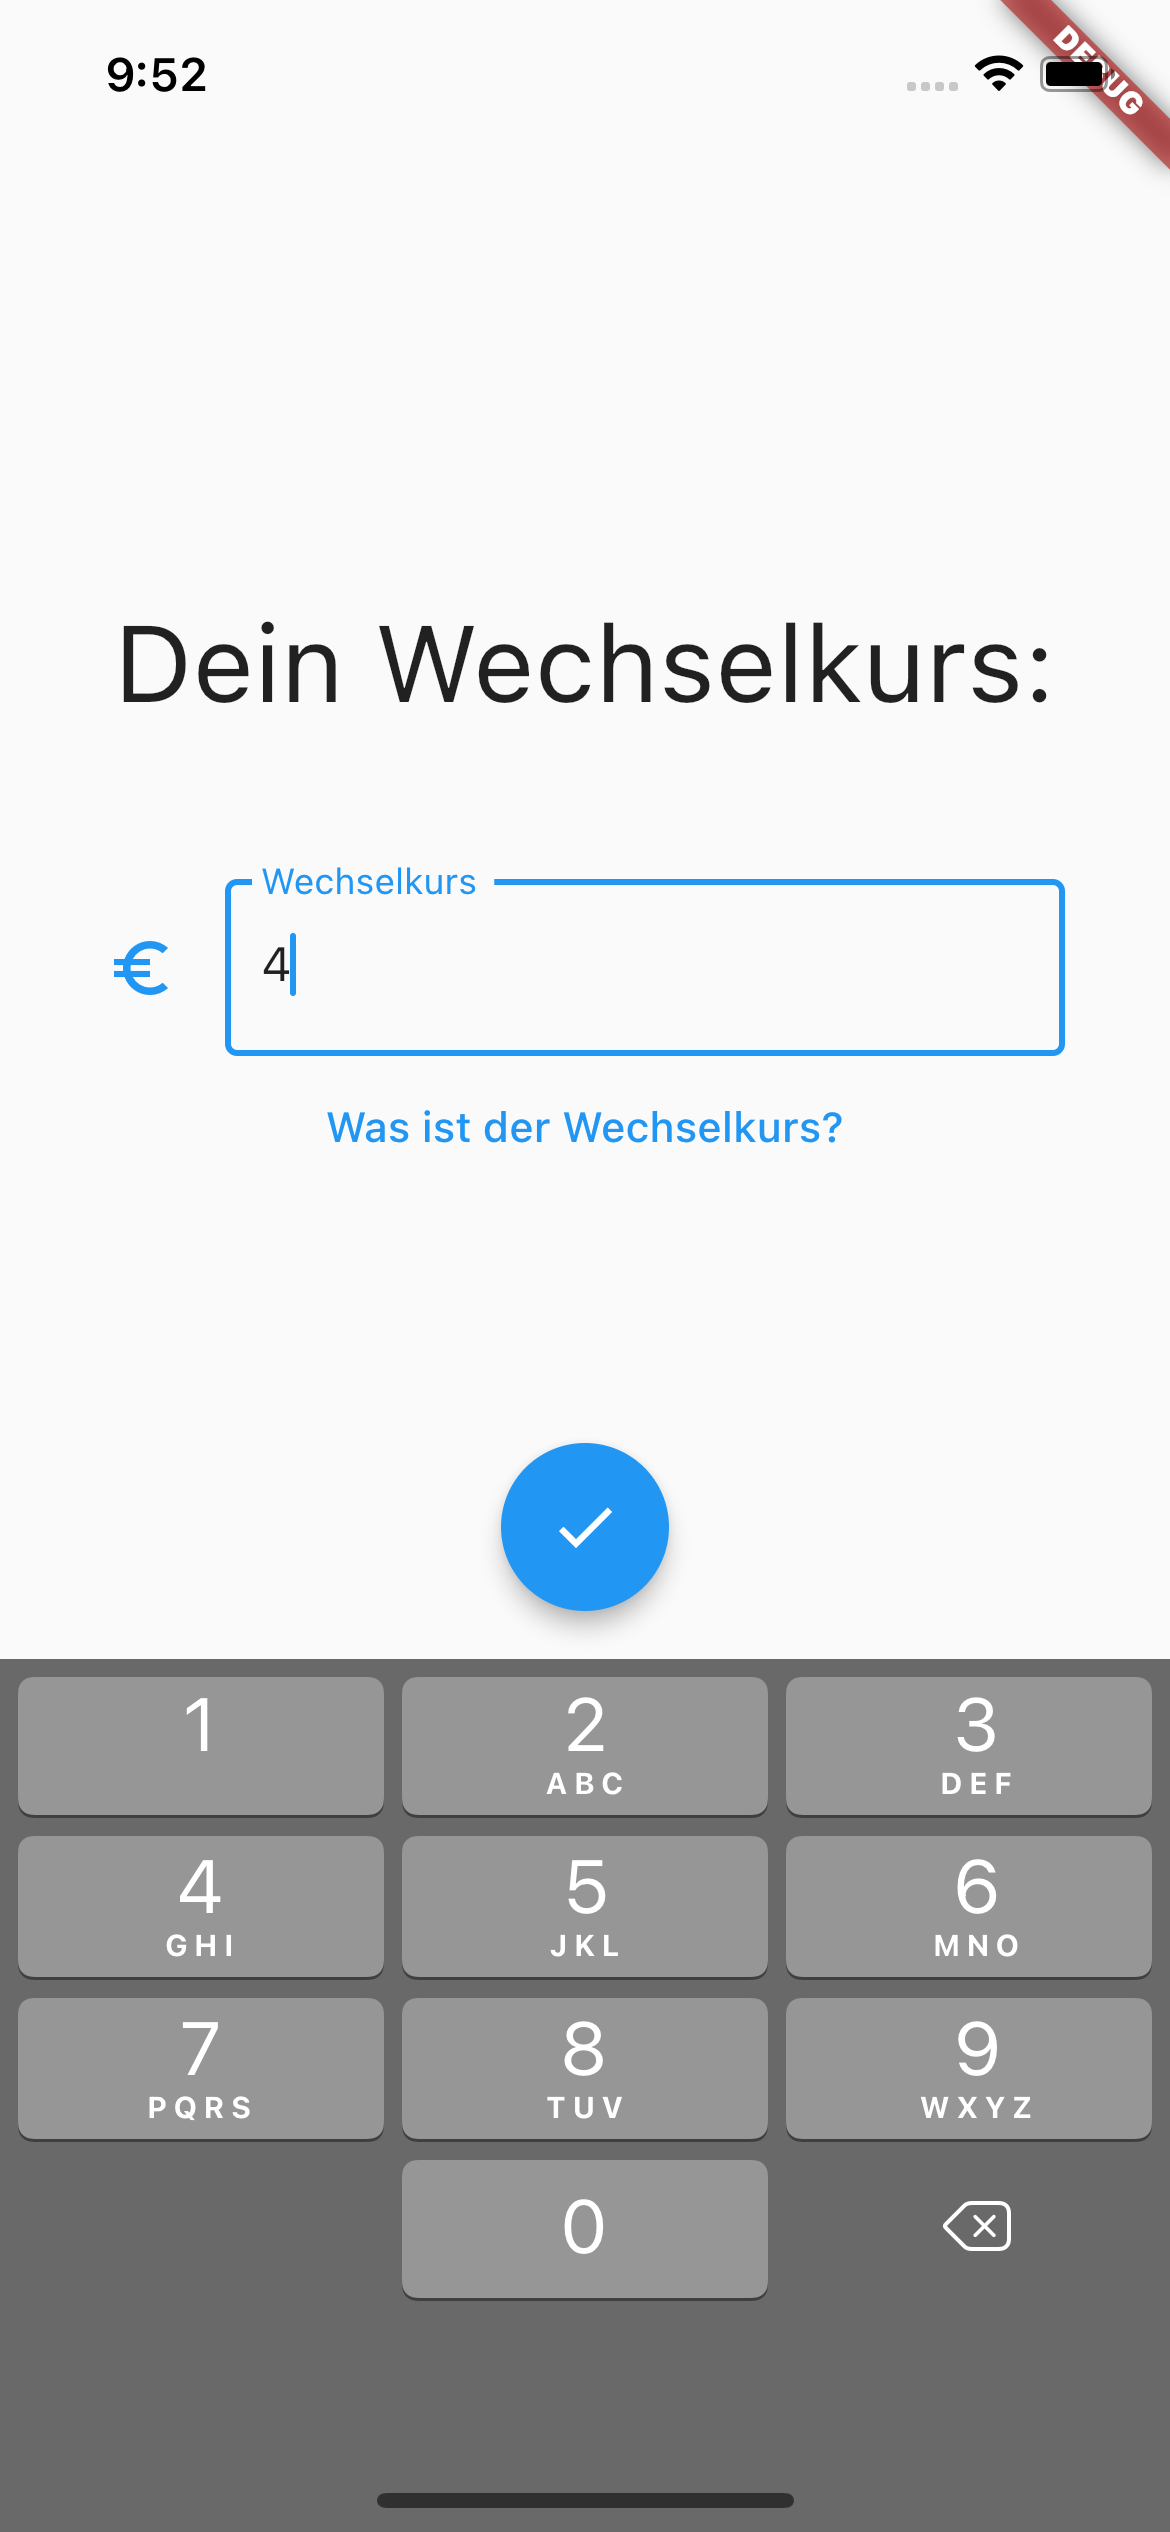 9:52
DEBUG
Dein Wechselkurs:
Wechselkurs
€
4
Was ist der Wechselkurs?
1
2
ABC
3
DEF
4
GHI
5
JKL
6
MNO
7
PQRS
8
TUV
9
WXYZ
0